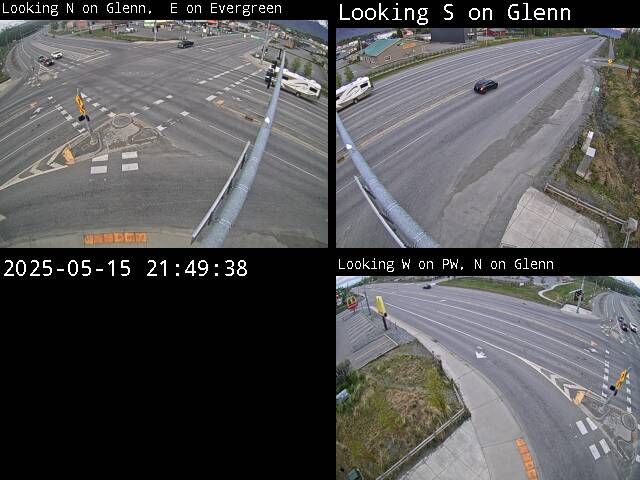 Looking N on Glenn, E on Evergreen
Looking S on Glenn
2025-05-15 21:49:38
Looking W on PW, N on Glenn